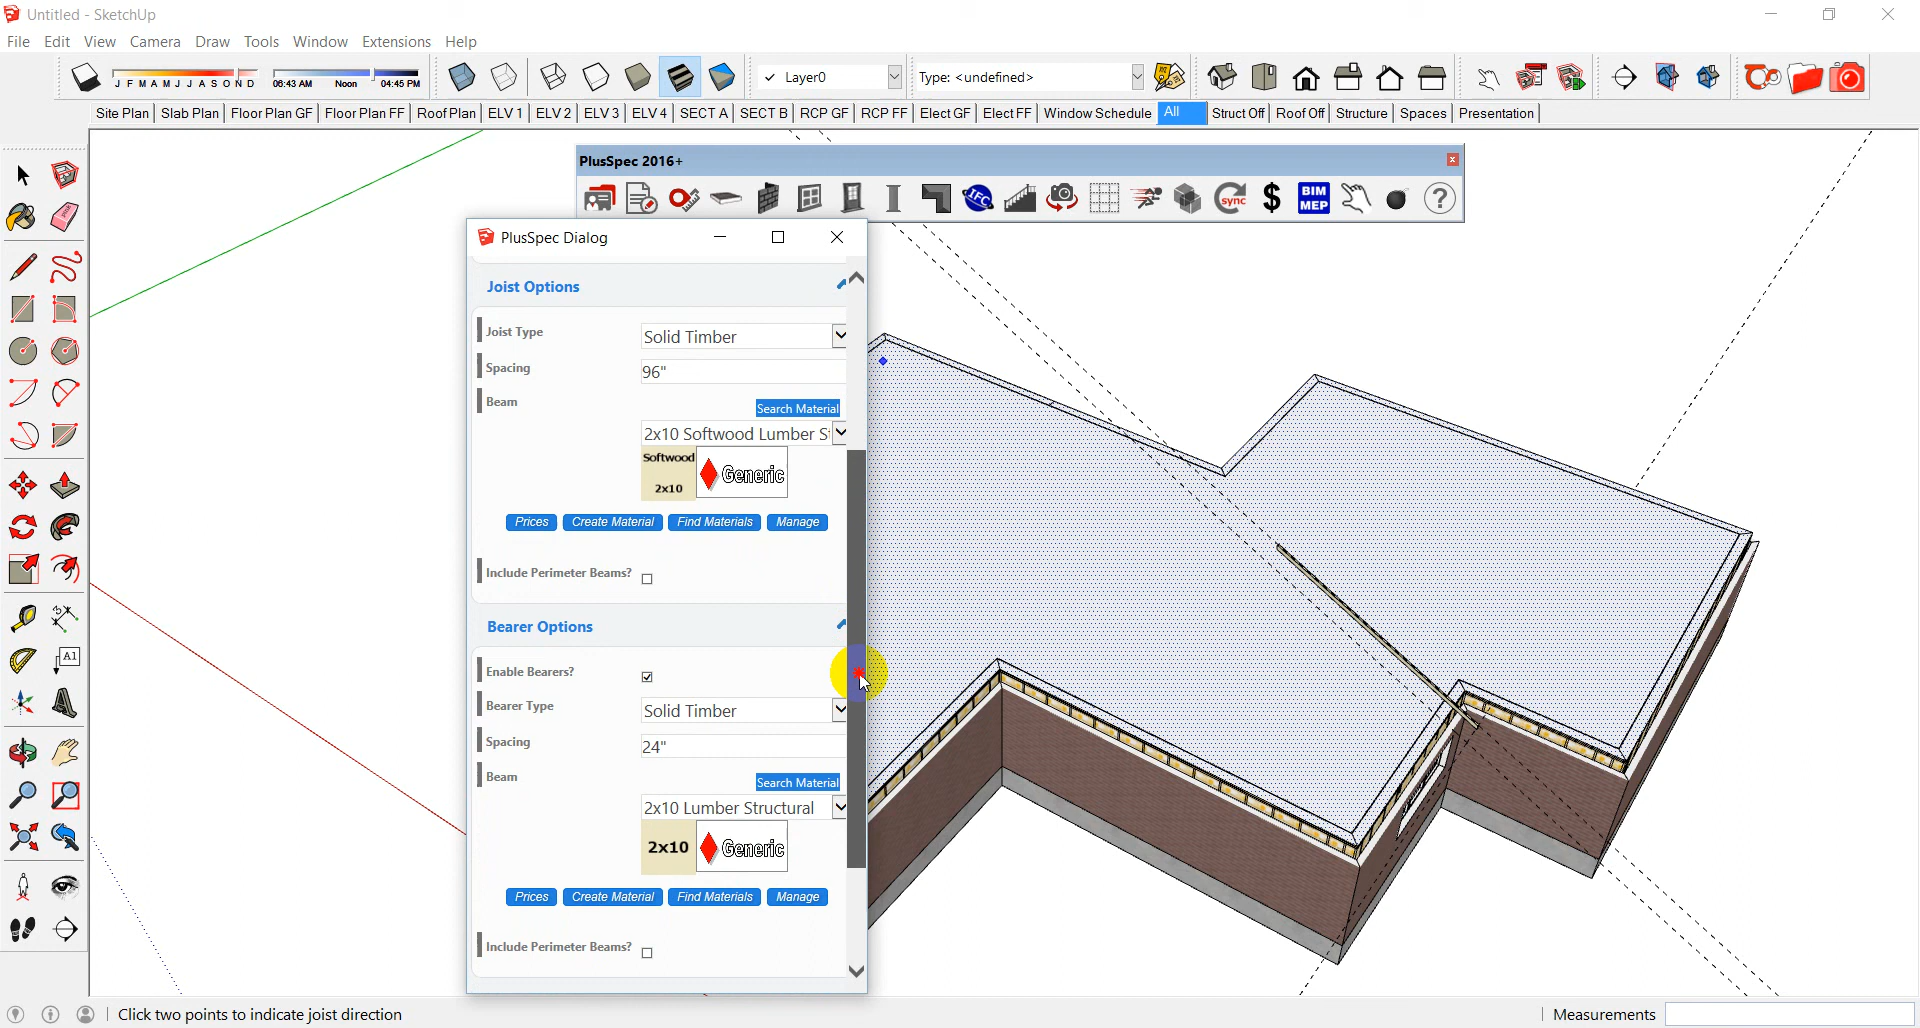 Untitled - SketchUp
File Edit View Camera Draw Tools Window Extensions Help
J F M A M J J A S O N D
06:43 AM Noon 04:45 PM
Layer0
Type: <undefined>
Site Plan Slab Plan Floor Plan GF Floor Plan FF Roof Plan ELV 1 ELV 2 ELV 3 ELV 4 SECT A SECT B RCP GF RCP FF Elect GF Elect FF Window Schedule All Struct Off Roof Off Structure Spaces Presentation
PlusSpec 2016+
IFC
sync
$
BIM
MEP
?
PlusSpec Dialog
Joist Options
Joist Type Solid Timber
Spacing 96"
Beam
Search Material
2x10 Softwood Lumber
Softwood
2x10
Generic
Prices Create Material Find Materials Manage
Include Perimeter Beams?
Bearer Options
Enable Bearers?
Bearer Type Solid Timber
Spacing 24"
Beam
Search Material
2x10 Lumber Structural
2x10 Generic
Prices Create Material Find Materials Manage
Include Perimeter Beams?
A1
Click two points to indicate joist direction
Measurements